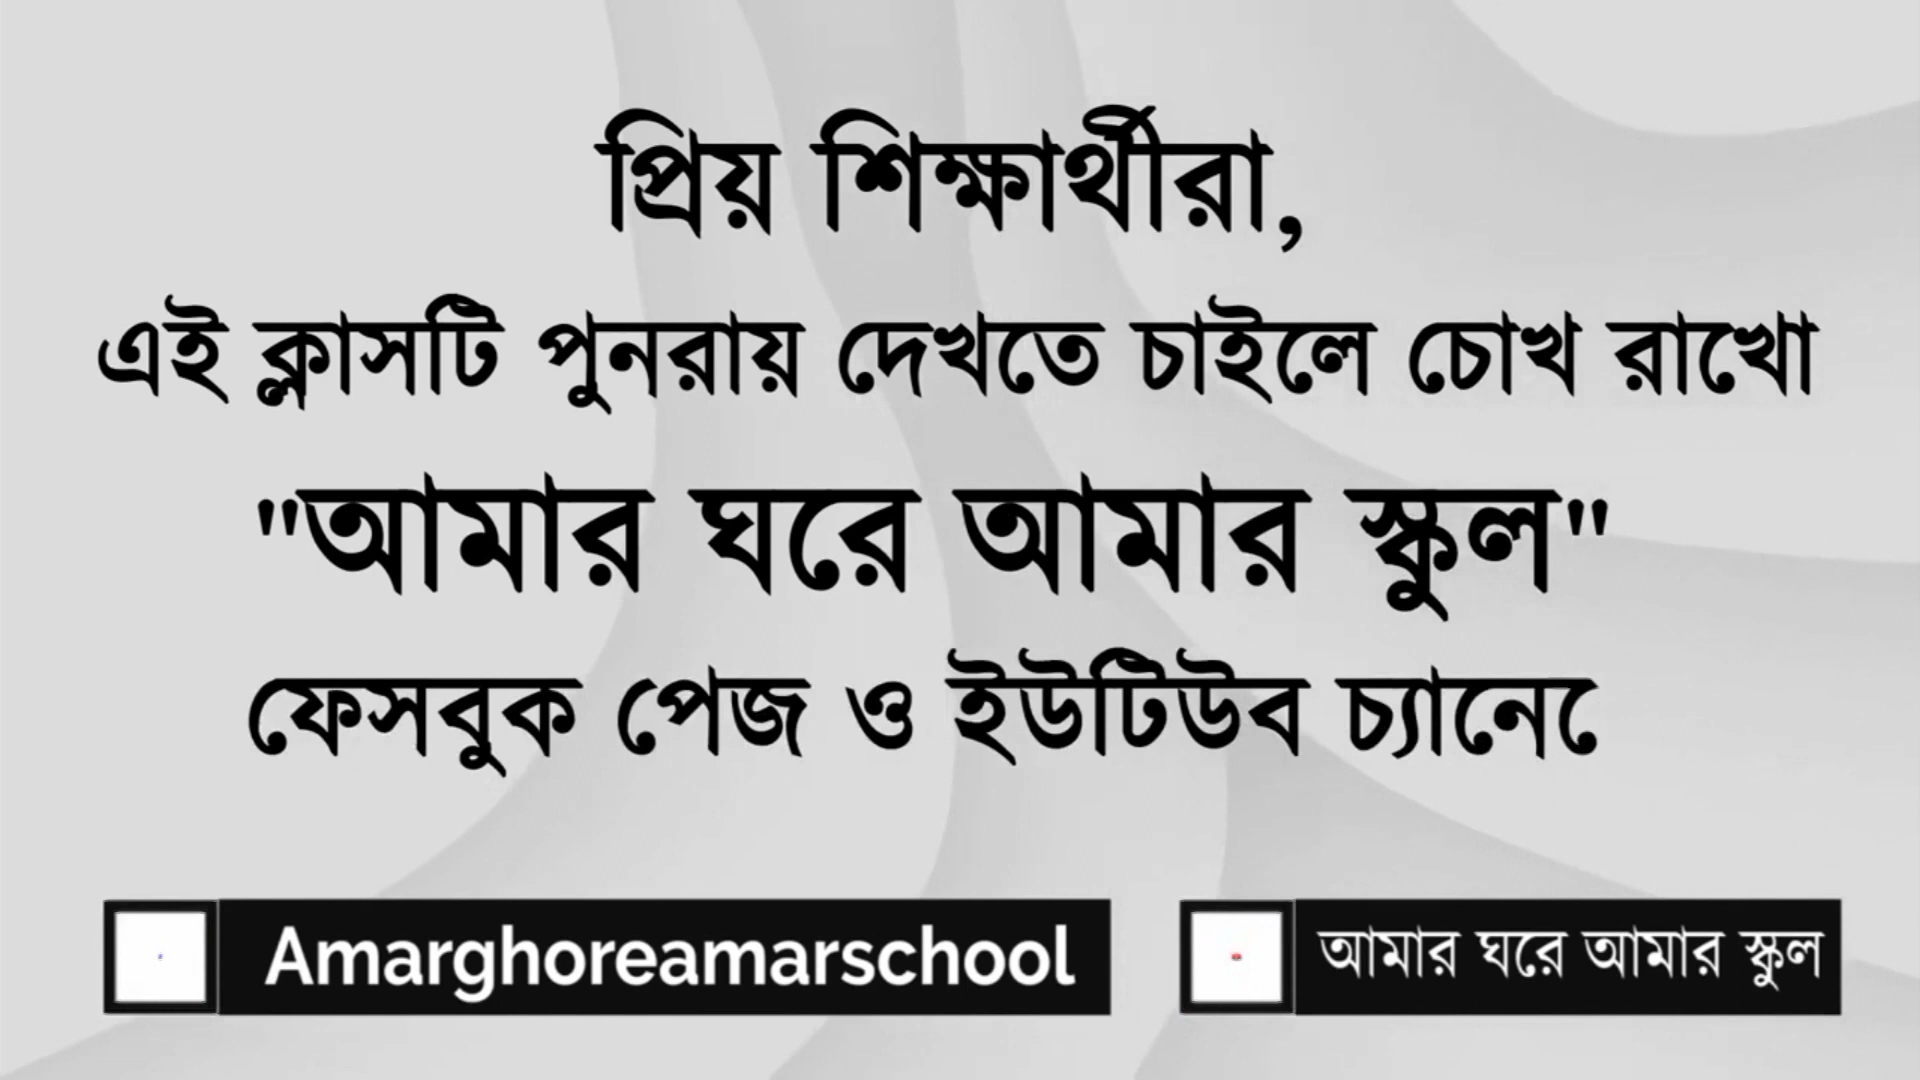 প্রিয় শিক্ষার্থীরা,
এই ক্লাসটি পুনরায় দেখতে চাইলে চোখ রাখো
"আমার ঘরে আমার স্কুল"
ফেসবুক পেজ ও ইউটিউব চ্যানেে
Amarghoreamarschool
আমার ঘরে আমার স্কুল